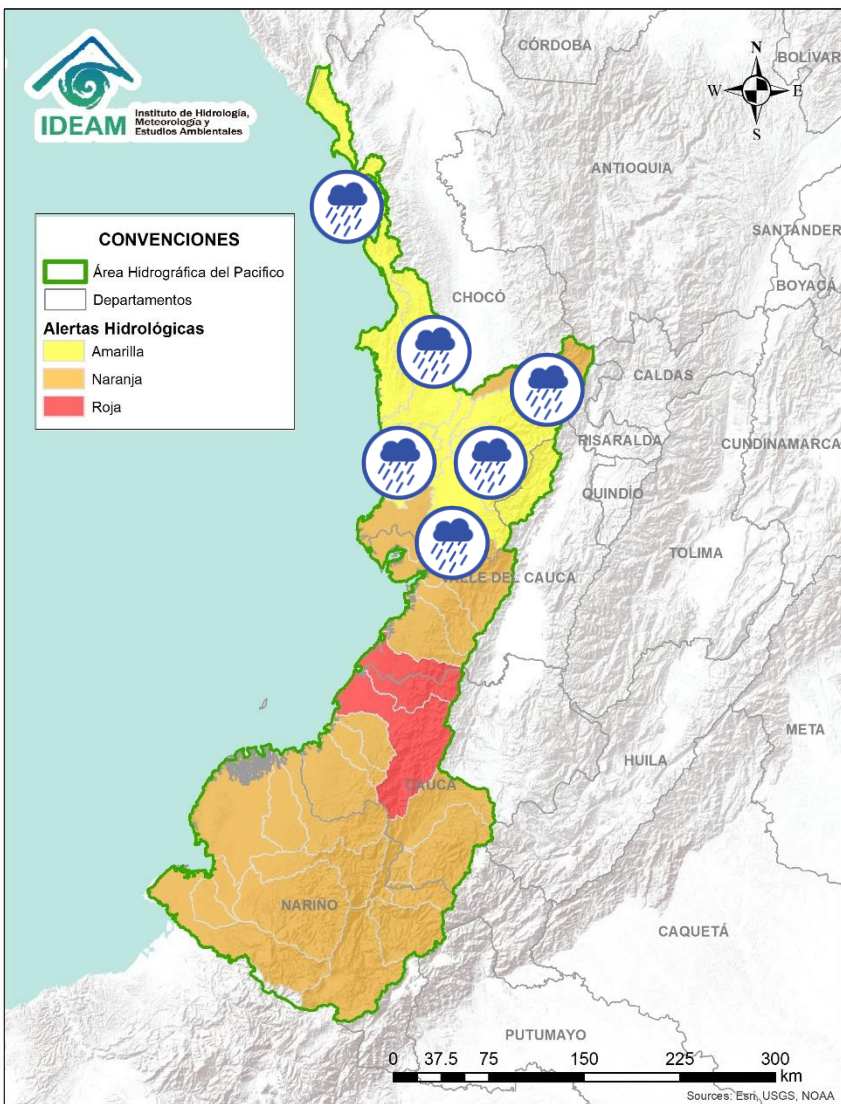 IDEAM
Instituto de Hidrología,
Meteorología y
Estudios Ambientales
CÓRDOBA
BOLÍVAR
N
W
E
S
ANTIOQUIA
SANTANDER
BOYACÁ
CONVENCIONES
Área Hidrográfica del Pacifico
Departamentos
Alertas Hidrológicas
Amarilla
Naranja
Roja
CHOCÓ
CALDAS
RISARALDA
CUNDINAMARCA
QUINDÍO
TOLIMA
VALLE DEL CAUCA
META
HUILA
CAUCA
NARIÑO
CAQUETÁ
PUTUMAYO
0 37.5 75 150 225 300
km
Sources: Esri, USGS, NOAA